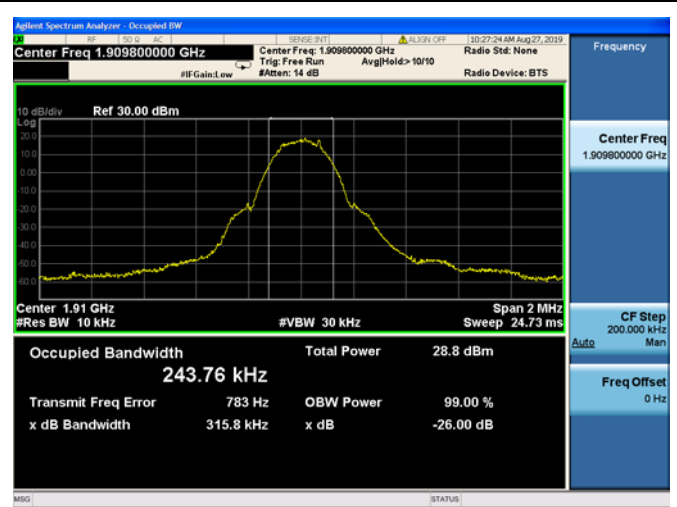 Agilent Spectrum Analyzer - Occupied BW
RF 50 Ω AC SENSE:INT ALIGN OFF 10:27:24 AM Aug 27, 2019
Center Freq 1.909800000 GHz
Center Freq: 1.909800000 GHz
Radio Std: None
Trig: Free Run Avg|Hold:> 10/10
#IFGain:Low #Atten: 14 dB Radio Device: BTS
Frequency
10 dB/div Ref 30.00 dBm
Log
20.0
10.0
0.00
-10.0
-20.0
-30.0
-40.0
-50.0
-60.0
Center 1.91 GHz Span 2 MHz
#Res BW 10 kHz #VBW 30 kHz Sweep 24.73 ms
Occupied Bandwidth Total Power 28.8 dBm
243.76 kHz
Transmit Freq Error 783 Hz OBW Power 99.00 %
x dB Bandwidth 315.8 kHz x dB -26.00 dB
Center Freq
1.909800000 GHz
CF Step
200.000 kHz
Auto Man
Freq Offset
0 Hz
MSG STATUS